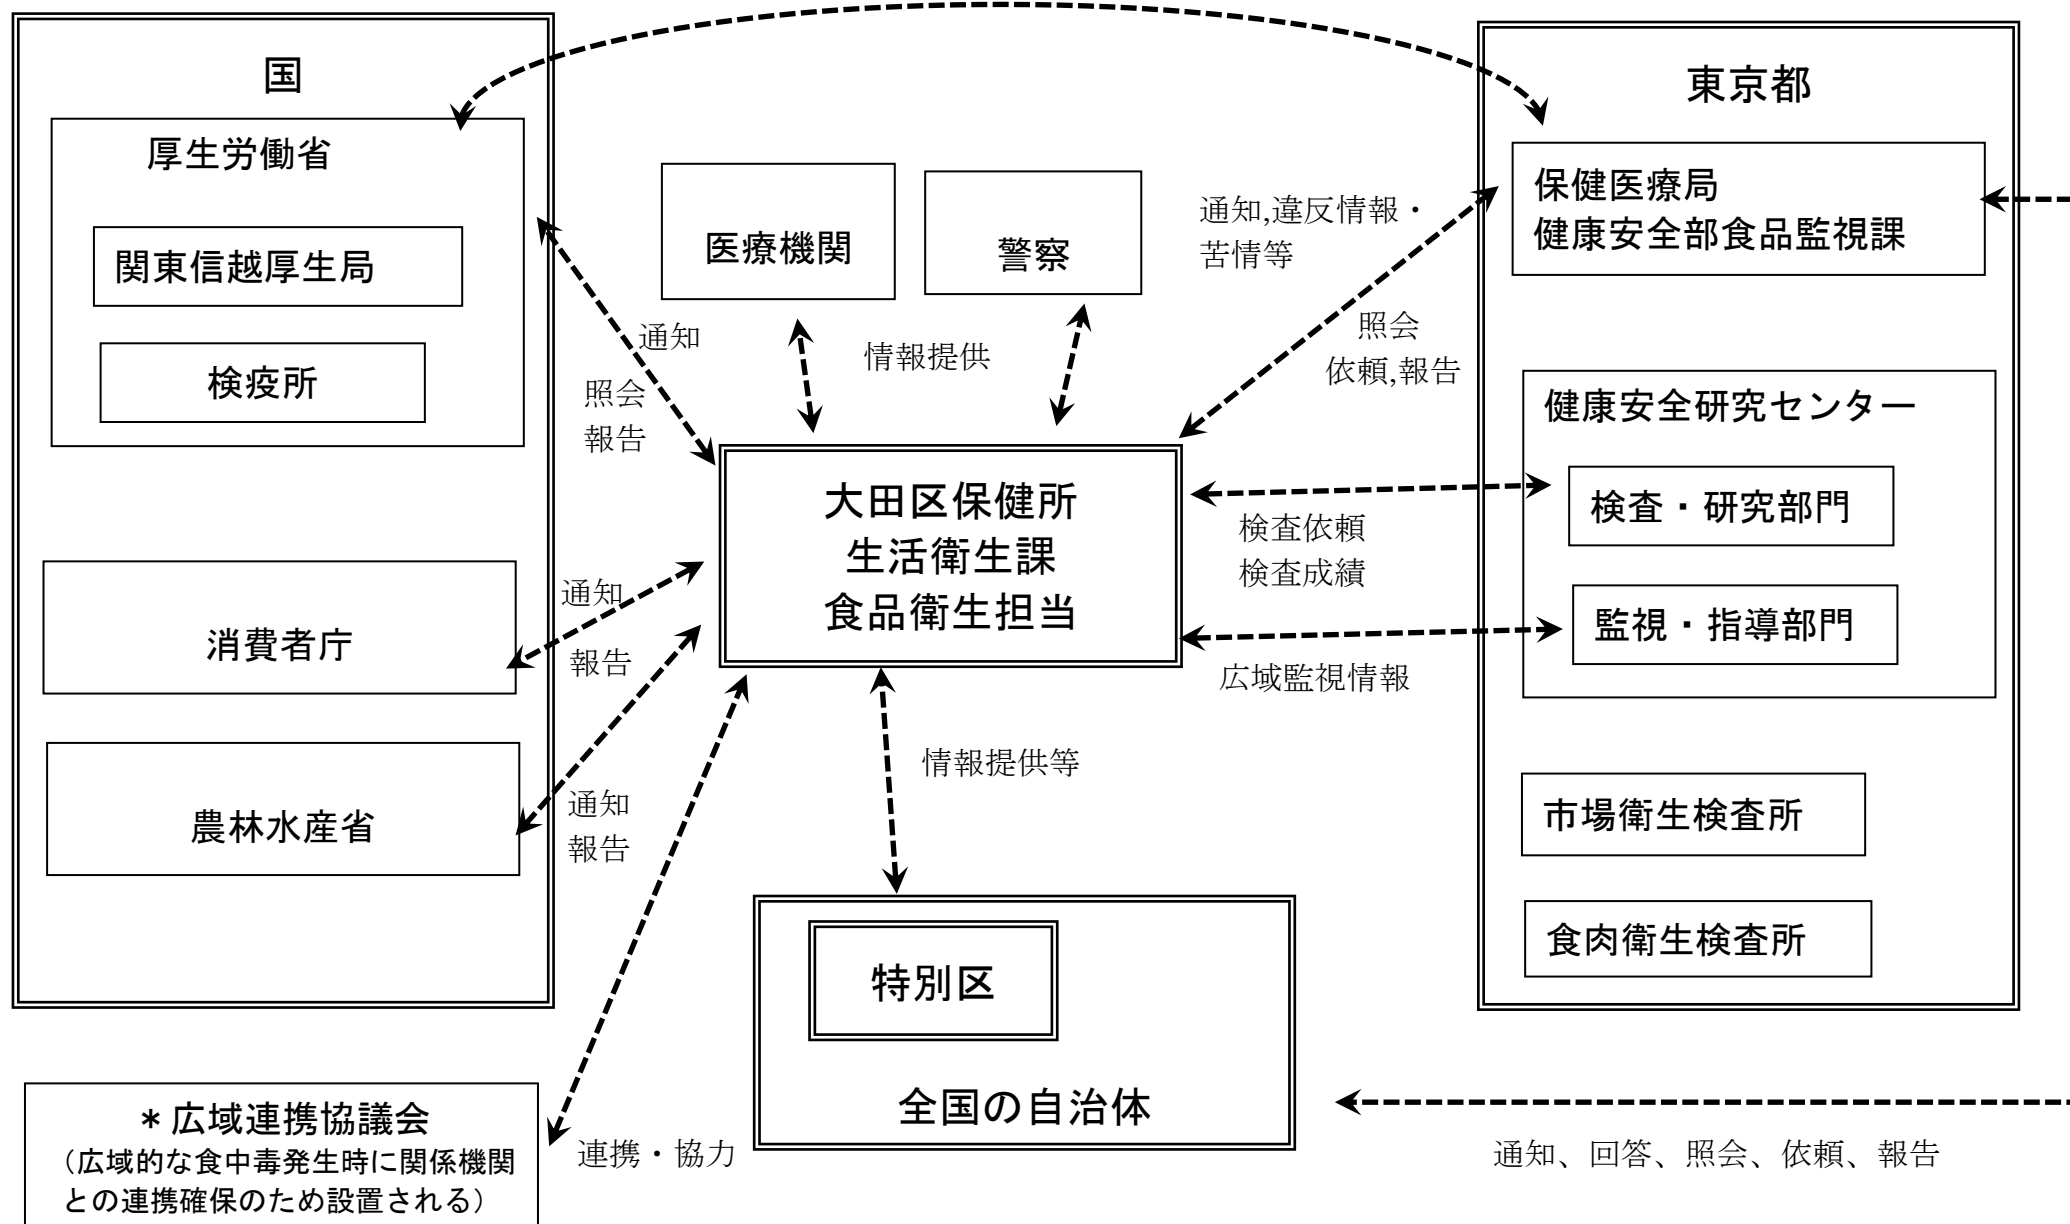 国
厚生労働省
関東信越厚生局
検疫所
消費者庁
農林水産省
*広域連携協議会
（広域的な食中毒発生時に関係機関
との連携確保のため設置される）
通知
照会
報告
通知
報告
通知
報告
連携・協力
医療機関
警察
情報提供
大田区保健所
生活衛生課
食品衛生担当
情報提供等
特別区
全国の自治体
通知,違反情報・
苦情等
照会
依頼,報告
検査依頼
検査成績
広域監視情報
東京都
保健医療局
健康安全部食品監視課
健康安全研究センター
検査・研究部門
監視・指導部門
市場衛生検査所
食肉衛生検査所
通知、回答、照会、依頼、報告